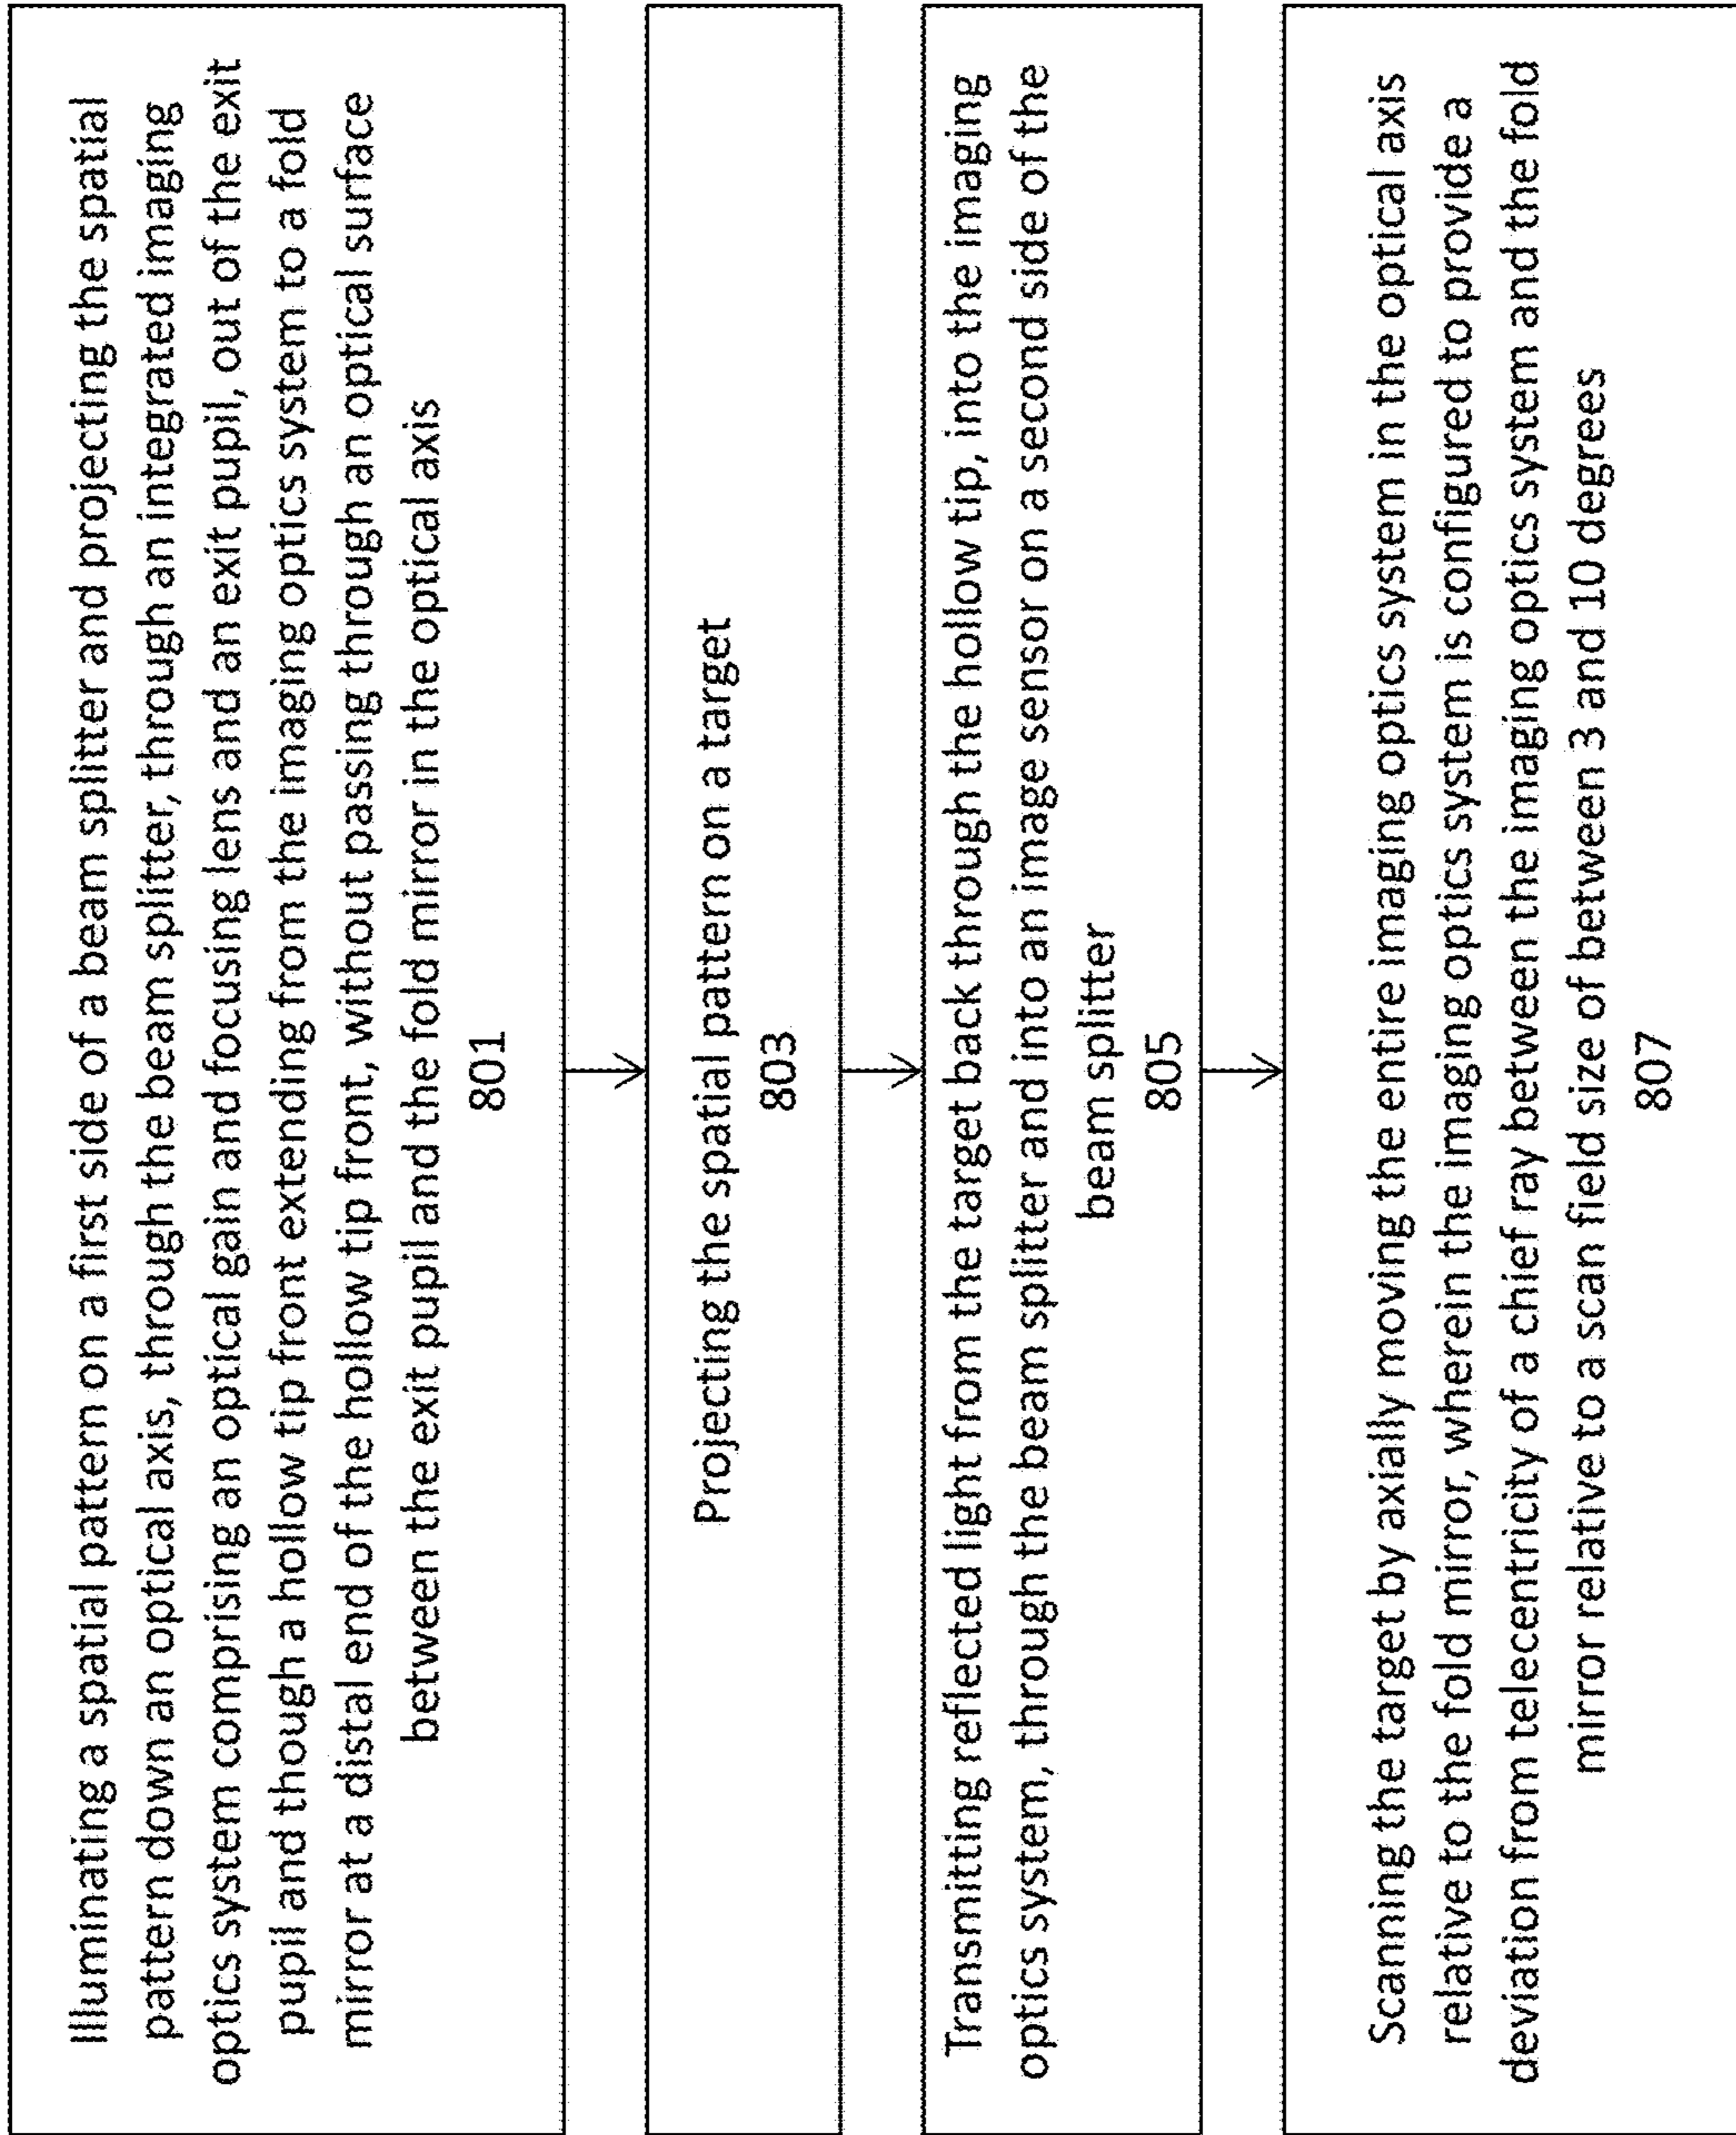 Illuminating a spatial pattern on a first side of a beam splitter and projecting the spatial
pattern down an optical axis, through the beam splitter, through an integrated imaging
optics system comprising an optical gain and focusing lens and an exit pupil, out of the exit
pupil and though a hollow tip front extending from the imaging optics system to a fold
mirror at a distal end of the hollow tip front, without passing through an optical surface
between the exit pupil and the fold mirror in the optical axis
801
Projecting the spatial pattern on a target
803
Transmitting reflected light from the target back through the hollow tip, into the imaging
optics system, through the beam splitter and into an image sensor on a second side of the
beam splitter
805
Scanning the target by axially moving the entire imaging optics system in the optical axis
relative to the fold mirror, wherein the imaging optics system is configured to provide a
deviation from telecentricity of a chief ray between the imaging optics system and the fold
mirror relative to a scan field size of between 3 and 10 degrees
807